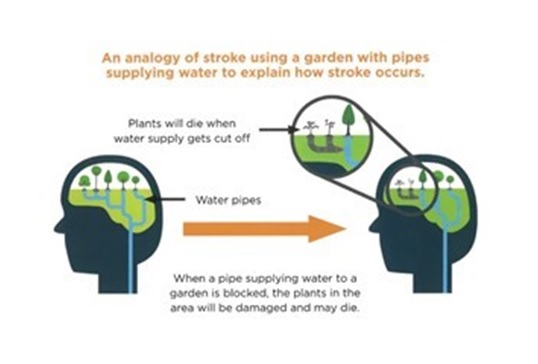 An analogy of stroke using a garden with pipes
supplying water to explain how stroke occurs.
Plants will die when
water supply gets cut off
Water pipes
When a pipe supplying water to a
garden is blocked, the plants in the
area will be damaged and may die.